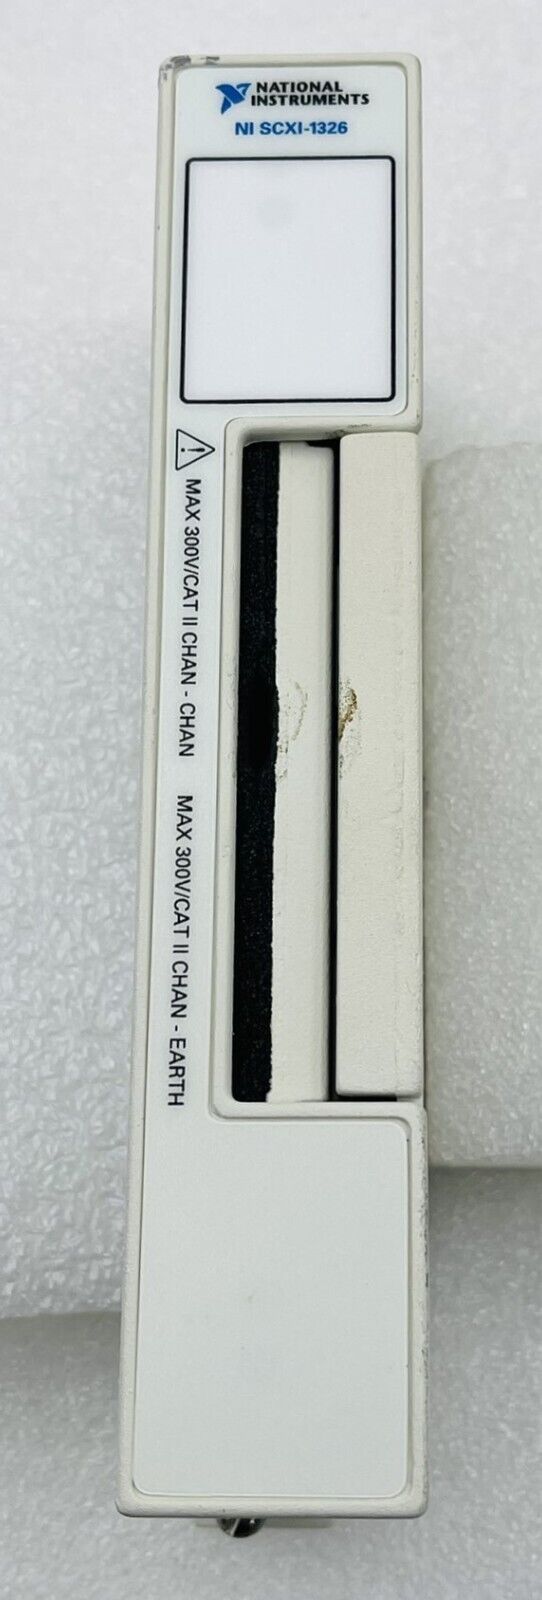 NATIONAL
INSTRUMENTS
NI SCXI-1326
MAX 300V/CAT II CHAN - CHAN
MAX 300V/CAT II CHAN - EARTH